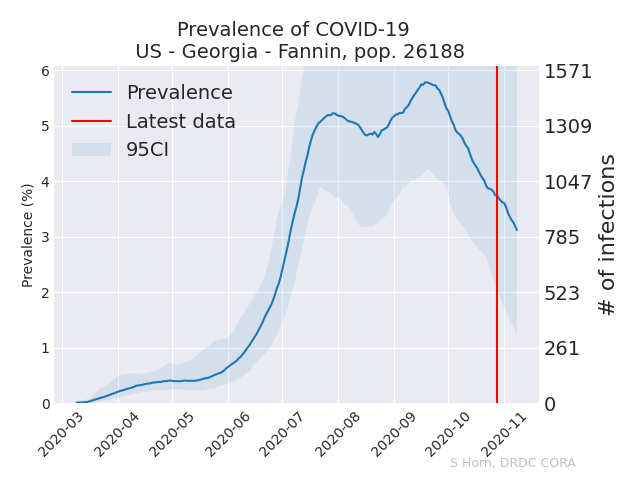 Prevalence of COVID-19
US - Georgia - Fannin, pop. 26188
Prevalence
Latest data
95CI
Prevalence (%)
6
5
4
3
2
1
0
1571
1309
1047
785
523
261
0
# of infections
2020-03
2020-04
2020-05
2020-06
2020-07
2020-08
2020-09
2020-10
2020-11
S Horn, DRDC CORA